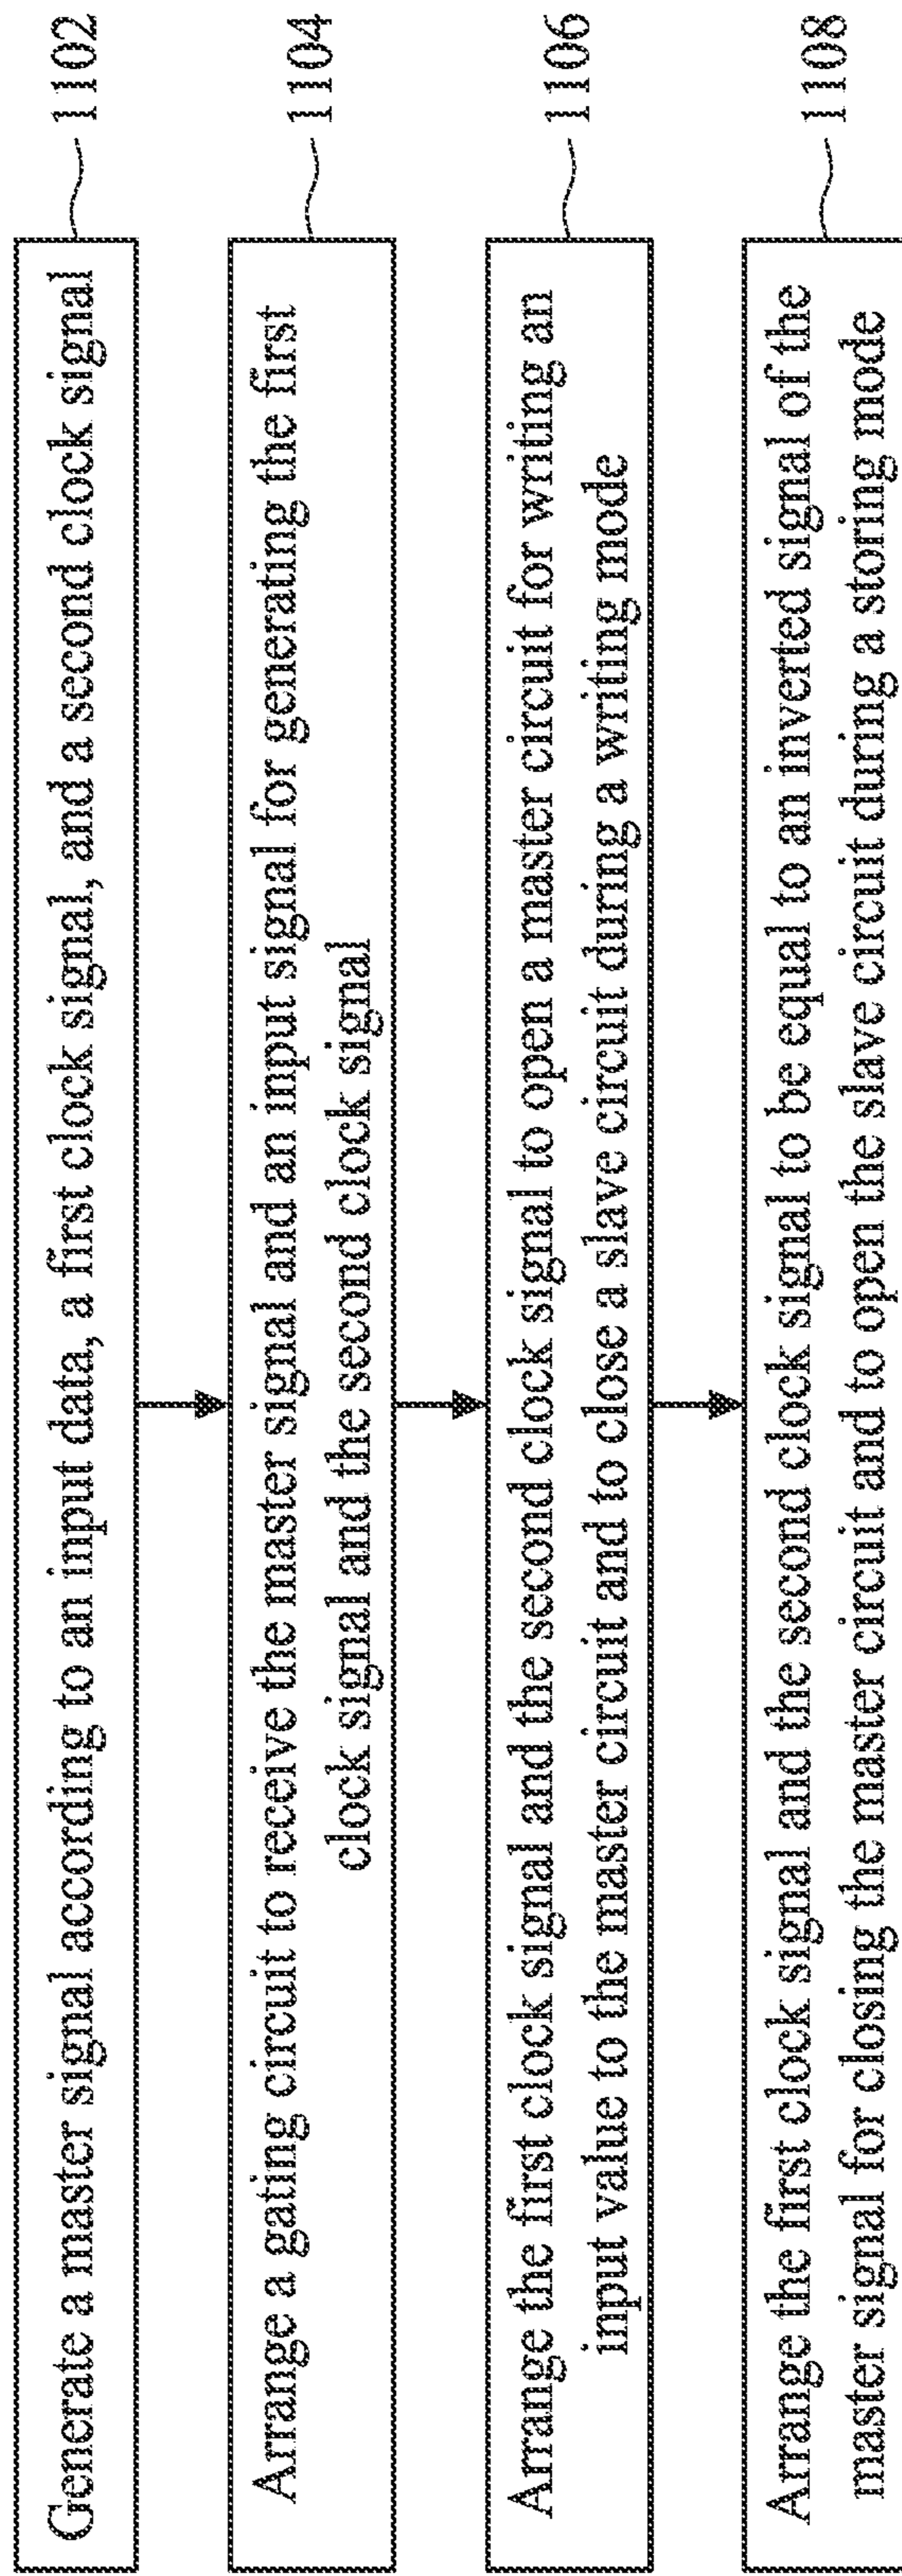 Generate a master signal according to an input data, a first clock signal, and a second clock signal
1102
Arrange a gating circuit to receive the master signal and an input signal for generating the first
clock signal and the second clock signal
1104
Arrange the first clock signal and the second clock signal to open a master circuit for writing an
input value to the master circuit and to close a slave circuit during a writing mode
1106
Arrange the first clock signal and the second clock signal to be equal to an inverted signal of the
master signal for closing the master circuit and to open the slave circuit during a storing mode
1108